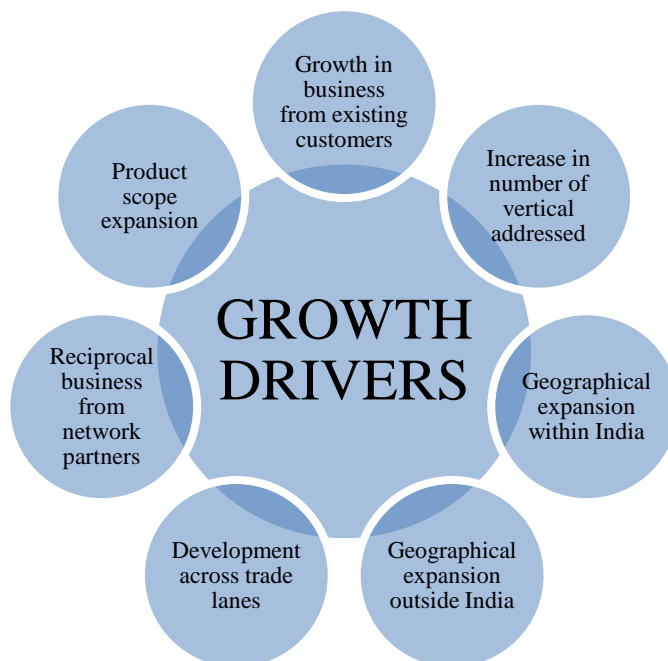 Growth in
business
from existing
customers
Increase in
number of
vertical
addressed
Geographical
expansion
within India
Geographical
expansion
outside India
Development
across trade
lanes
Reciprocal
business
from
network
partners
Product
scope
expansion
GROWTH
DRIVERS